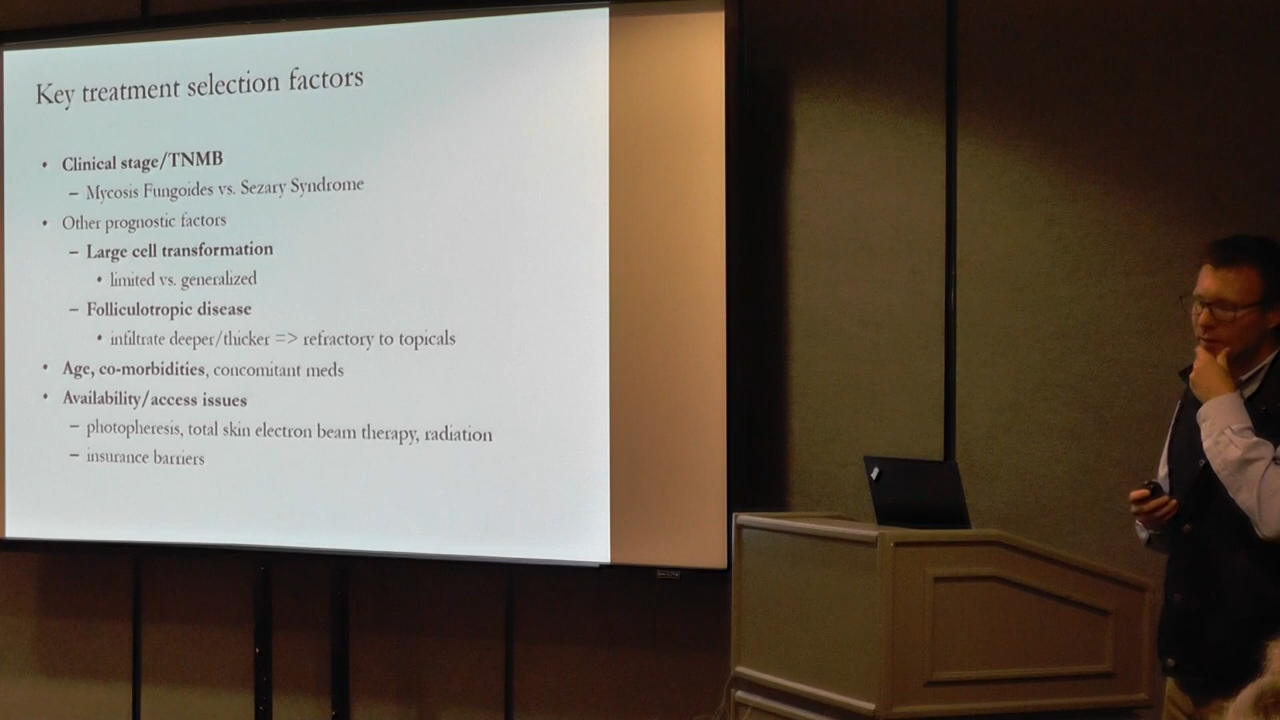 Key treatment selection factors
• Clinical stage/TNMB
– Mycosis Fungoides vs. Sezary Syndrome
• Other prognostic factors
– Large cell transformation
• limited vs. generalized
– Folliculotropic disease
• infiltrate deeper/thicker => refractory to topicals
• Age, co-morbidities, concomitant meds
• Availability/access issues
– photopheresis, total skin electron beam therapy, radiation
– insurance barriers